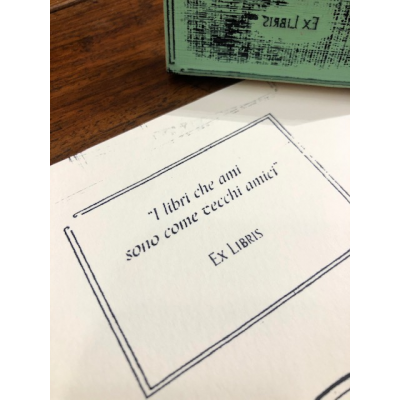 Ex Libris
"I libri che ami
sono come vecchi amici"
Ex Libris